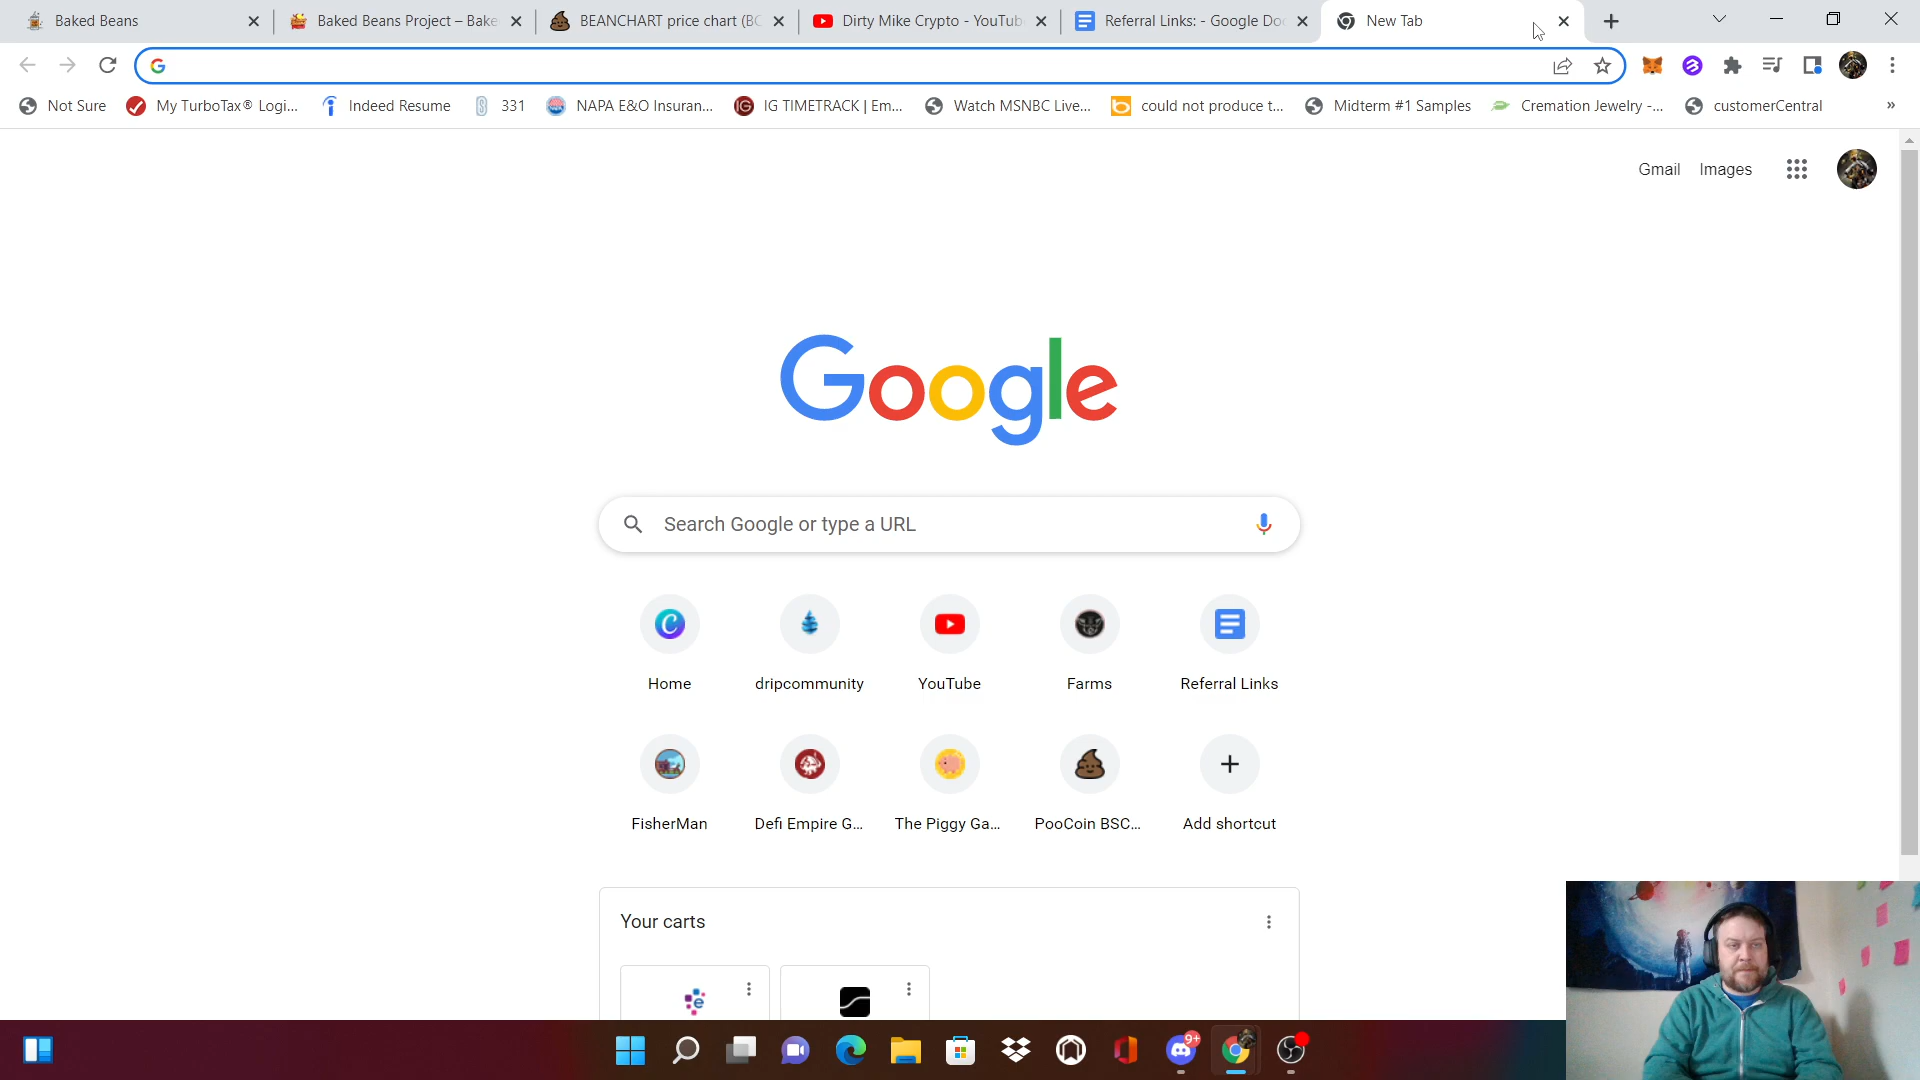 Baked Beans
Baked Beans Project – Bake
BEANCHART price chart (BC
Dirty Mike Crypto - YouTub
Referral Links: - Google Doc
New Tab
Not Sure
My TurboTax® Logi...
Indeed Resume
331
NAPA E&O Insuran...
IG TIMETRACK | Em...
Watch MSNBC Live...
could not produce t...
Midterm #1 Samples
Cremation Jewelry -...
customerCentral
»
Gmail
Images
Google
Search Google or type a URL
Home
dripcommunity
YouTube
Farms
Referral Links
FisherMan
Defi Empire G...
The Piggy Ga...
PooCoin BSC...
Add shortcut
Your carts
9+